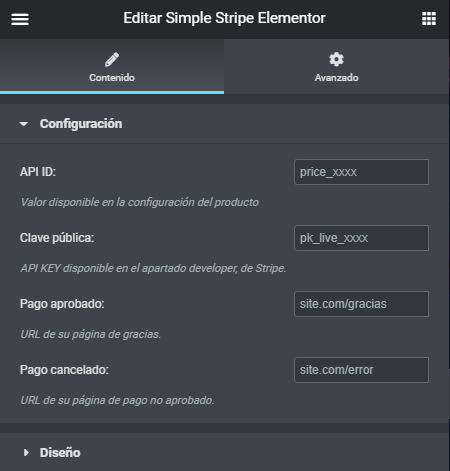 Editar Simple Stripe Elementor
Contenido
Avanzado
Configuración
API ID:
price_xxxx
Valor disponible en la configuración del producto
Clave pública:
pk_live_xxxx
API KEY disponible en el apartado developer, de Stripe.
Pago aprobado:
site.com/gracias
URL de su página de gracias.
Pago cancelado:
site.com/error
URL de su página de pago no aprobado.
Diseño